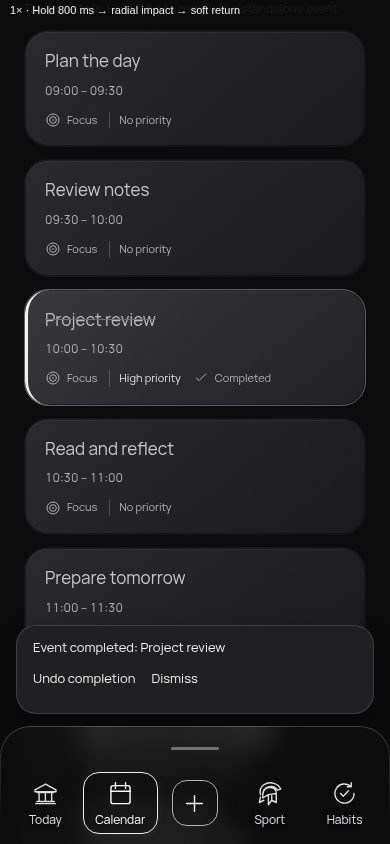 1× · Hold 800 ms → radial impact → soft return standalone event.
Plan the day
09:00 – 09:30
Focus No priority
Review notes
09:30 – 10:00
Focus No priority
Project review
10:00 – 10:30
Focus High priority Completed
Read and reflect
10:30 – 11:00
Focus No priority
Prepare tomorrow
11:00 – 11:30
Event completed: Project review
Undo completion Dismiss
Today Calendar Sport Habits